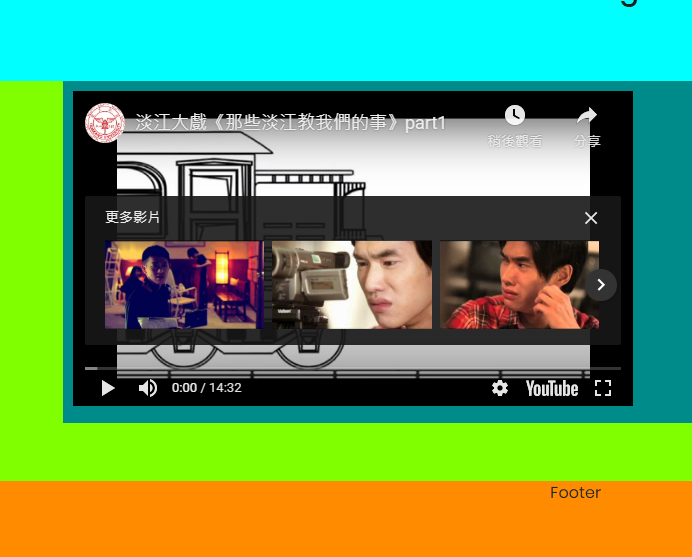 淡江大戲《那些淡江教我們的事》part1
稍後觀看
分享
更多影片
0:00 / 14:32
YouTube
Footer